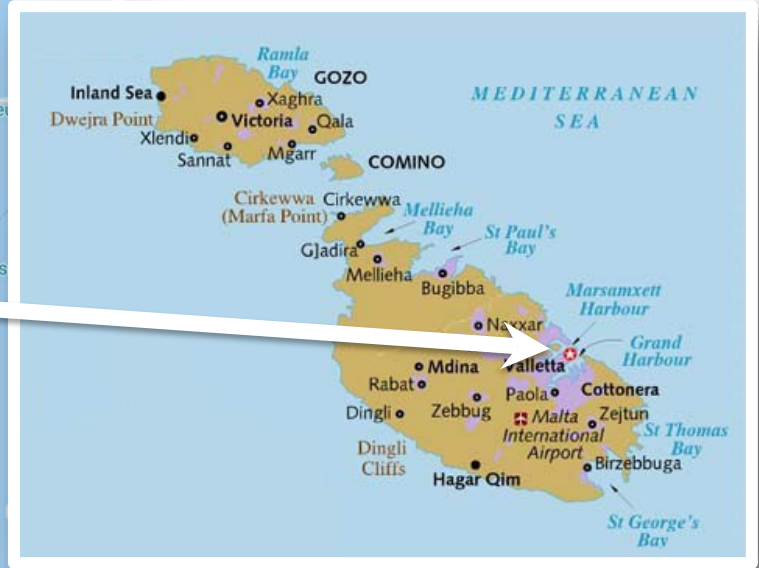 Ramla
Bay
GOZO
Inland Sea
MEDITERRANEAN
SEA
Xaghra
Dwejra Point
Victoria
Qala
Xlendi
Sannat
Mgarr
COMINO
Cirkewwa
(Marfa Point)
Cirkewwa
Mellieha
Bay
St Paul's
Bay
GJadira
Mellieha
Bugibba
Marsamxett
Harbour
Naxxar
Grand
Harbour
Mdina
Valletta
Rabat
Paola
Cottonera
Dingli
Zebbug
Malta
International
Airport
Zejtun
St Thomas
Bay
Dingli
Cliffs
Birzebbuga
Hagar Qim
St George's
Bay